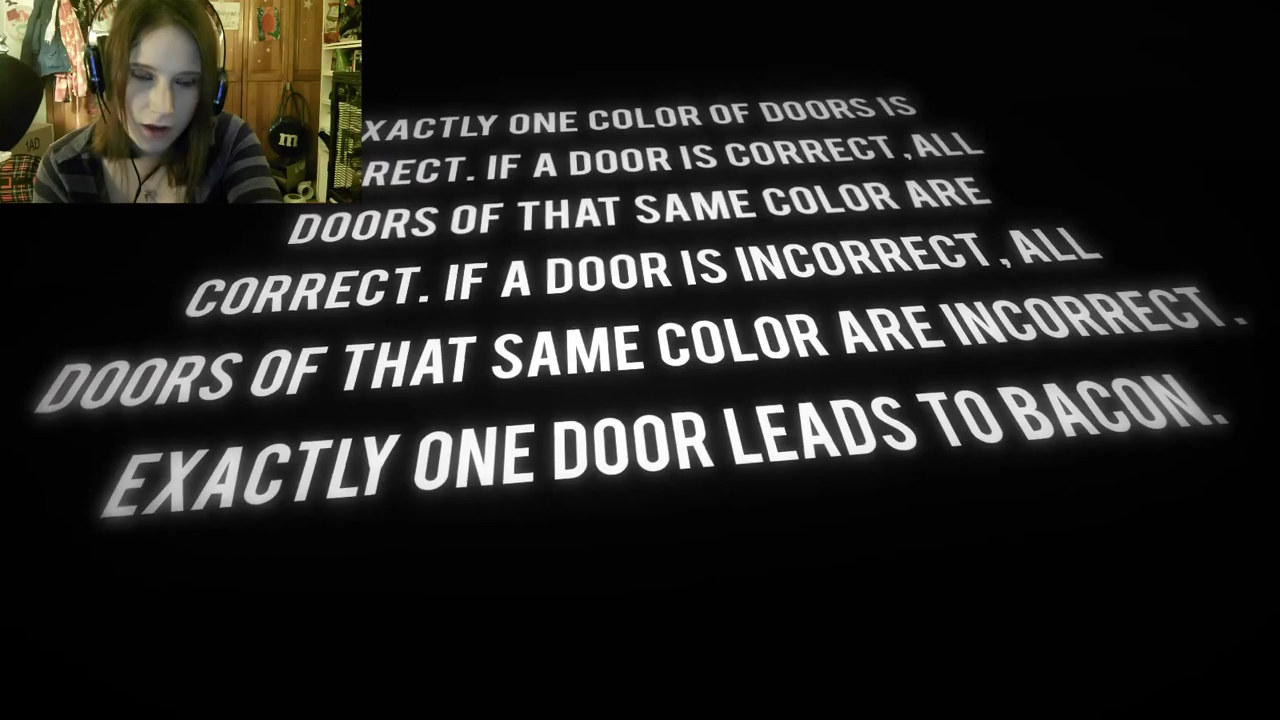 XACTLY ONE COLOR OF DOORS IS
RECT. IF A DOOR IS CORRECT, ALL
DOORS OF THAT SAME COLOR ARE
CORRECT. IF A DOOR IS INCORRECT, ALL
DOORS OF THAT SAME COLOR ARE INCORRECT.
EXACTLY ONE DOOR LEADS TO BACON.
m
1AD